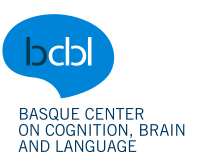 bcbl
BASQUE CENTER
ON COGNITION, BRAIN
AND LANGUAGE